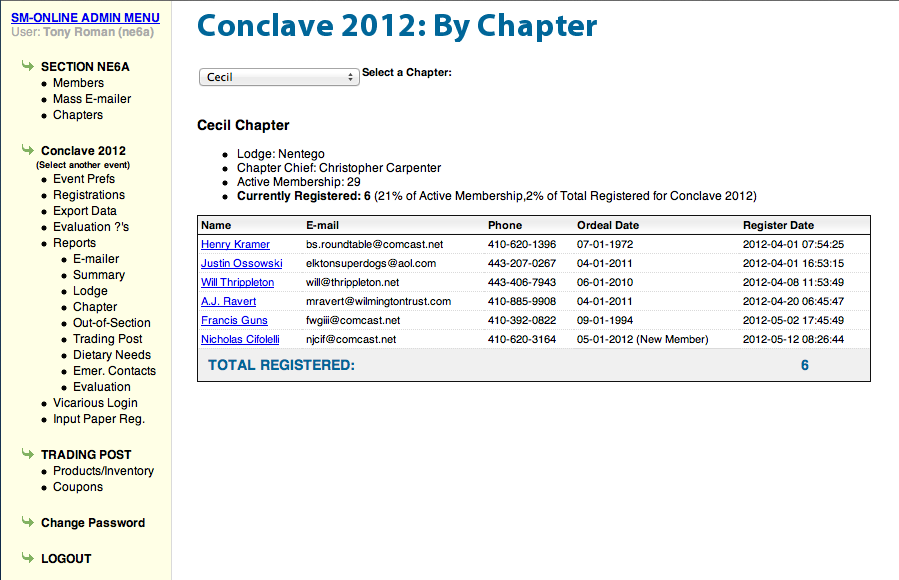 SM-ONLINE ADMIN MENU
User: Tony Roman (ne6a)
SECTION NE6A
Members
Mass E-mailer
Chapters
Conclave 2012
(Select another event)
Event Prefs
Registrations
Export Data
Evaluation ?'s
Reports
E-mailer
Summary
Lodge
Chapter
Out-of-Section
Trading Post
Dietary Needs
Emer. Contacts
Evaluation
Vicarious Login
Input Paper Reg.
TRADING POST
Products/Inventory
Coupons
Change Password
LOGOUT
Conclave 2012: By Chapter
Cecil Select a Chapter:
Cecil Chapter
Lodge: Nentego
Chapter Chief: Christopher Carpenter
Active Membership: 29
Currently Registered: 6 (21% of Active Membership,2% of Total Registered for Conclave 2012)
Name E-mail Phone Ordeal Date Register Date
Henry Kramer bs.roundtable@comcast.net 410-620-1396 07-01-1972 2012-04-01 07:54:25
Justin Ossowski elktonsuperdogs@aol.com 443-207-0267 04-01-2011 2012-04-01 16:53:15
Will Thrippleton will@thrippleton.net 443-406-7943 06-01-2010 2012-04-08 11:53:49
A.J. Ravert mravert@wilmingtontrust.com 410-885-9908 04-01-2011 2012-04-20 06:45:47
Francis Guns fwgiii@comcast.net 410-392-0822 09-01-1994 2012-05-02 17:45:49
Nicholas Cifolelli njcif@comcast.net 410-620-3164 05-01-2012 (New Member) 2012-05-12 08:26:44
TOTAL REGISTERED: 6